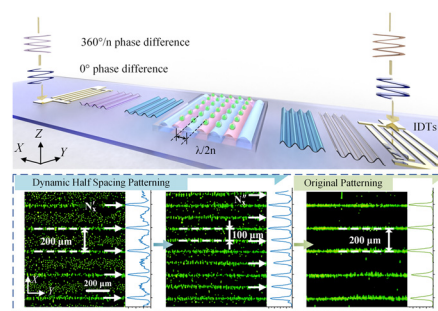 360°/n phase difference
0° phase difference
IDTs
λ/2n
Z
X
Y
Dynamic Half Spacing Patterning
Original Patterning
200 μm
200 μm
100 μm
200 μm